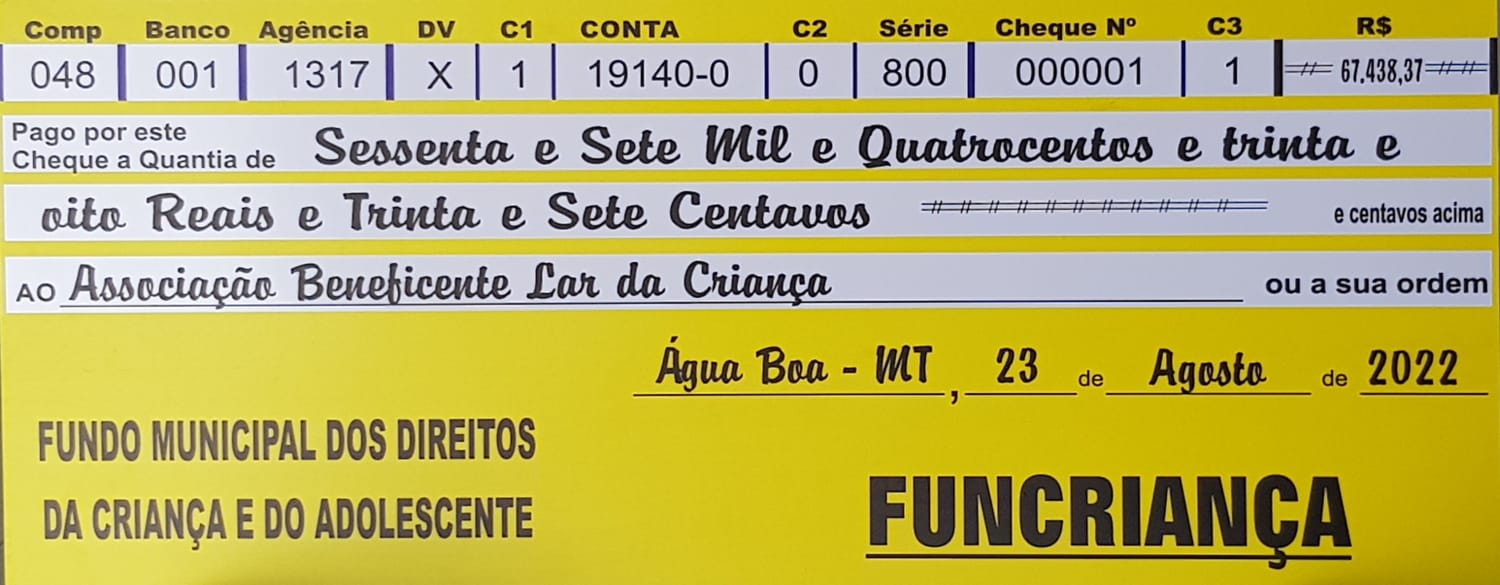 Comp Banco Agência DV C1 CONTA C2 Série Cheque Nº C3 R$
048 001 1317 X 1 19140-0 0 800 000001 1 =//= 67.438,37=//=//=
Pago por este
Cheque a Quantia de Sessenta e Sete Mil e Quatrocentos e trinta e
oito Reais e Trinta e Sete Centavos =//=//=//=//=//=//=//=//=//=//=//= e centavos acima
AO Associação Beneficente Lar da Criança ou a sua ordem
Água Boa - MT, 23 de Agosto de 2022
FUNDO MUNICIPAL DOS DIREITOS
DA CRIANÇA E DO ADOLESCENTE
FUNCRIANÇA